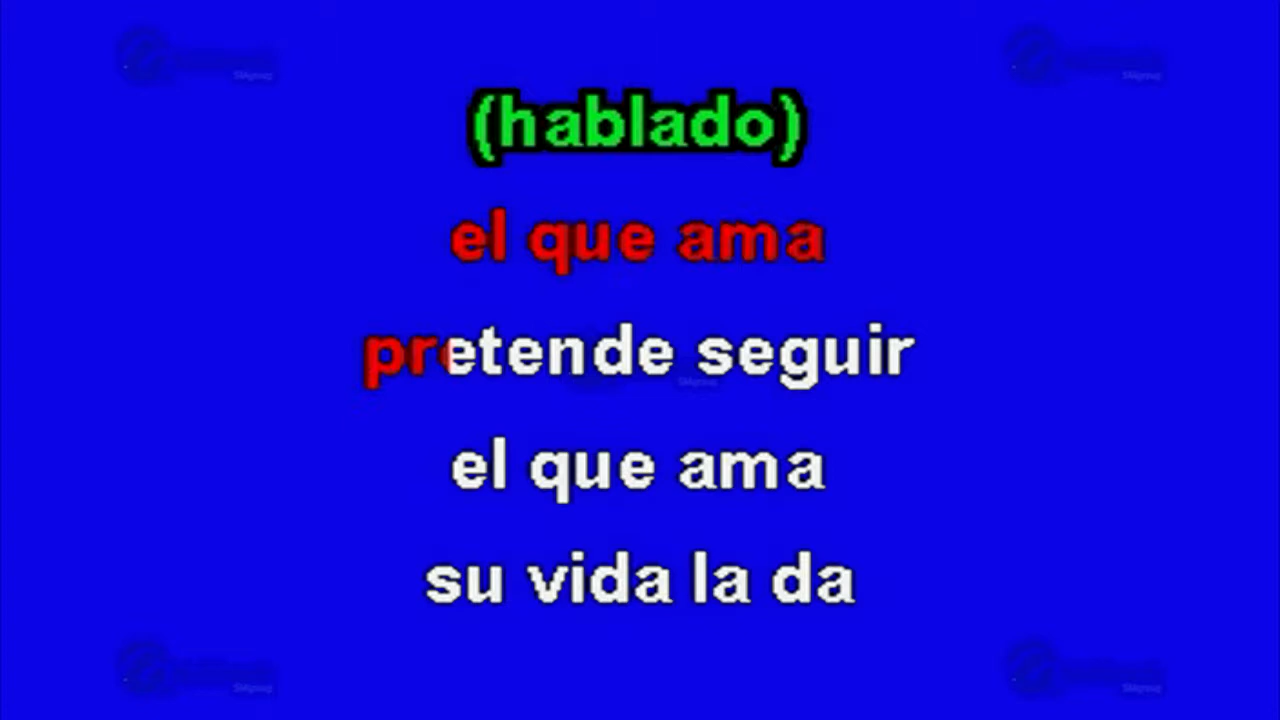 (hablado)
el que ama
pretende seguir
el que ama
su vida la da